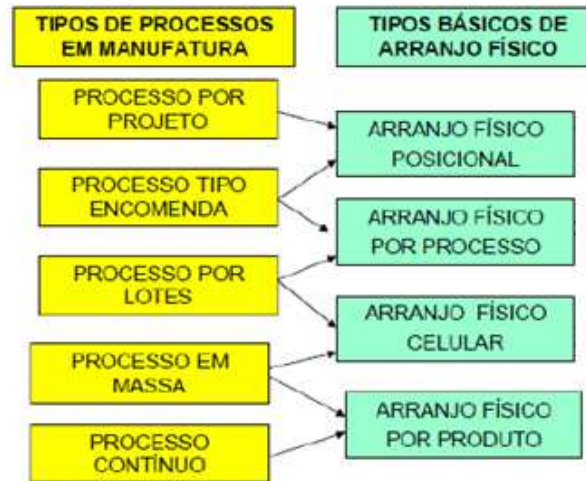 TIPOS DE PROCESSOS
EM MANUFATURA
TIPOS BÁSICOS DE
ARRANJO FÍSICO
PROCESSO POR
PROJETO
PROCESSO TIPO
ENCOMENDA
PROCESSO POR
LOTES
PROCESSO EM
MASSA
PROCESSO
CONTÍNUO
ARRANJO FÍSICO
POSICIONAL
ARRANJO FÍSICO
POR PROCESSO
ARRANJO FÍSICO
CELULAR
ARRANJO FÍSICO
POR PRODUTO